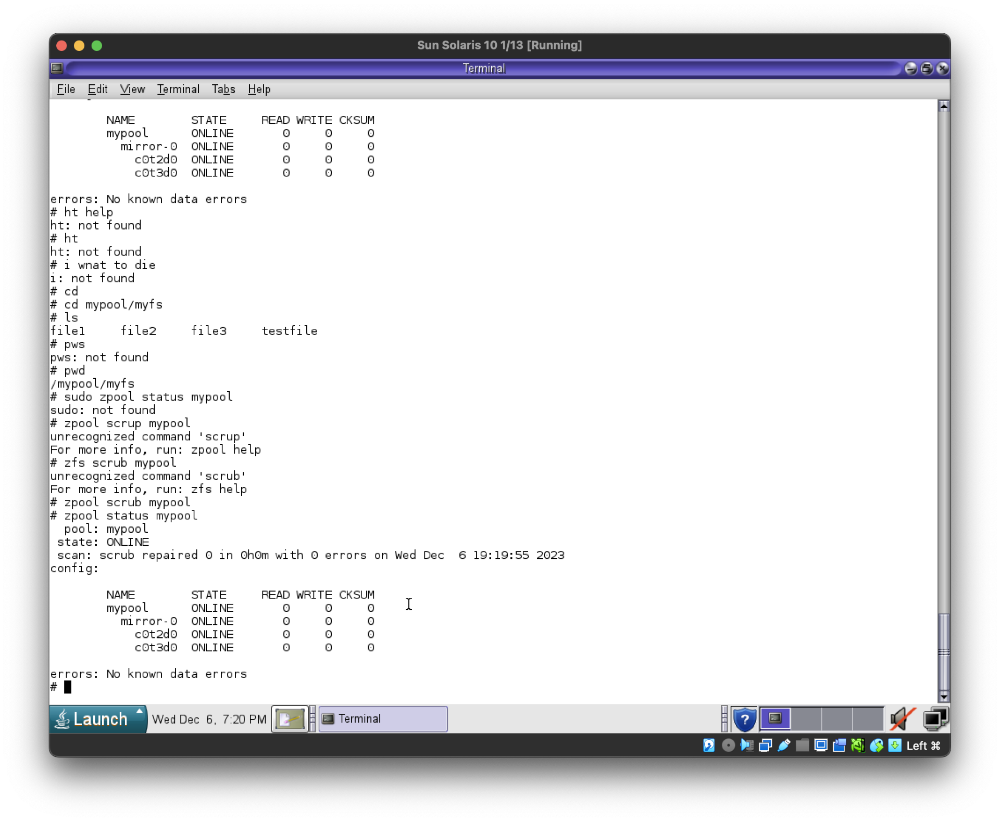 Sun Solaris 10 1/13 [Running]
Terminal
File Edit View Terminal Tabs Help
NAME STATE READ WRITE CKSUM
mypool ONLINE 0 0 0
mirror-0 ONLINE 0 0 0
c0t2d0 ONLINE 0 0 0
c0t3d0 ONLINE 0 0 0
errors: No known data errors
# ht help
ht: not found
# ht
ht: not found
# i wnat to die
i: not found
# cd
# cd mypool/myfs
# ls
file1 file2 file3 testfile
# pws
pws: not found
# pwd
/mypool/myfs
# sudo zpool status mypool
sudo: not found
# zpool scrup mypool
unrecognized command 'scrup'
For more info, run: zpool help
# zfs scrub mypool
unrecognized command 'scrub'
For more info, run: zfs help
# zpool scrub mypool
# zpool status mypool
pool: mypool
state: ONLINE
scan: scrub repaired 0 in 0h0m with 0 errors on Wed Dec  6 19:19:55 2023
config:
NAME STATE READ WRITE CKSUM
mypool ONLINE 0 0 0
mirror-0 ONLINE 0 0 0
c0t2d0 ONLINE 0 0 0
c0t3d0 ONLINE 0 0 0
errors: No known data errors
#
Launch Wed Dec 6, 7:20 PM Terminal ?
Left ⌘